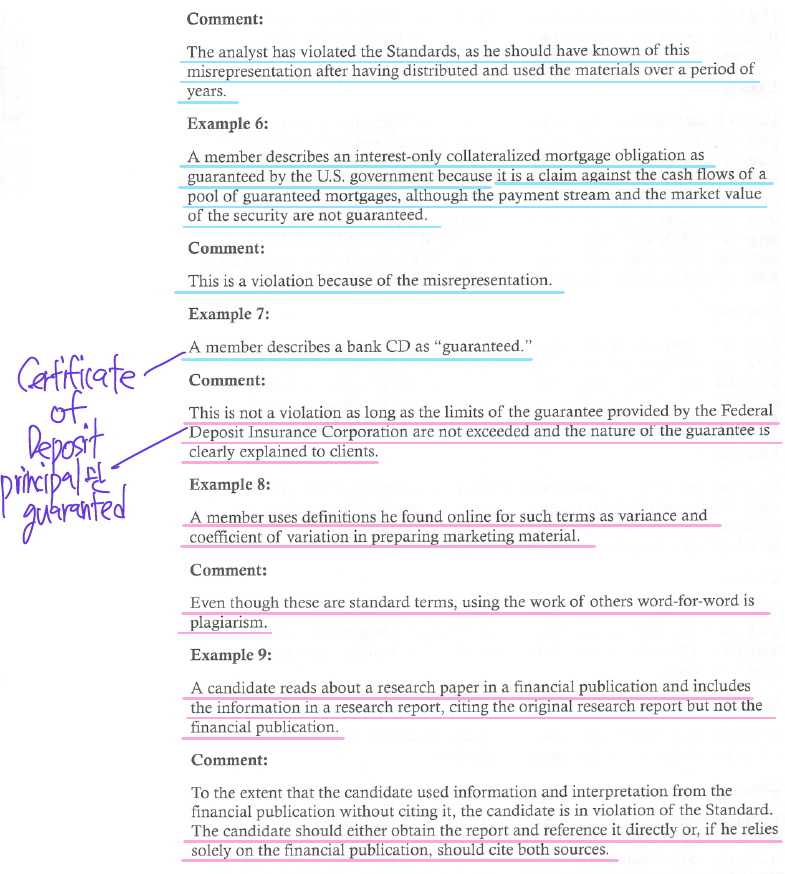 Comment:
The analyst has violated the Standards, as he should have known of this
misrepresentation after having distributed and used the materials over a period of
years.
Example 6:
A member describes an interest-only collateralized mortgage obligation as
guaranteed by the U.S. government because it is a claim against the cash flows of a
pool of guaranteed mortgages, although the payment stream and the market value
of the security are not guaranteed.
Comment:
This is a violation because of the misrepresentation.
Example 7:
A member describes a bank CD as “guaranteed.”
Certificate
of
Deposit
principal만
guaranted
Comment:
This is not a violation as long as the limits of the guarantee provided by the Federal
Deposit Insurance Corporation are not exceeded and the nature of the guarantee is
clearly explained to clients.
Example 8:
A member uses definitions he found online for such terms as variance and
coefficient of variation in preparing marketing material.
Comment:
Even though these are standard terms, using the work of others word-for-word is
plagiarism.
Example 9:
A candidate reads about a research paper in a financial publication and includes
the information in a research report, citing the original research report but not the
financial publication.
Comment:
To the extent that the candidate used information and interpretation from the
financial publication without citing it, the candidate is in violation of the Standard.
The candidate should either obtain the report and reference it directly or, if he relies
solely on the financial publication, should cite both sources.